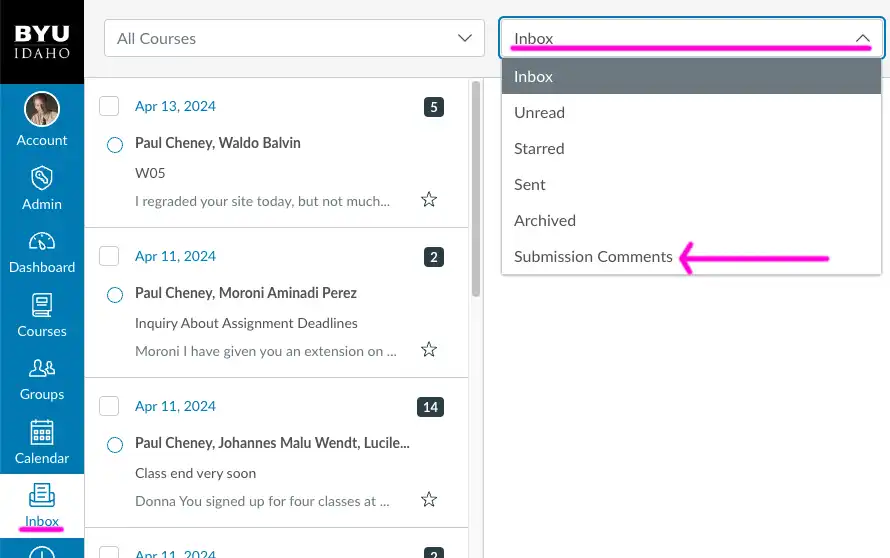 BYU
IDAHO
Account
Admin
Dashboard
Courses
Groups
Calendar
Inbox
All Courses
Apr 13, 2024
5
Paul Cheney, Waldo Balvin
W05
I regraded your site today, but not much...
Apr 11, 2024
2
Paul Cheney, Moroni Aminadi Perez
Inquiry About Assignment Deadlines
Moroni I have given you an extension on ...
Apr 11, 2024
14
Paul Cheney, Johannes Malu Wendt, Lucile...
Class end very soon
Donna You signed up for four classes at ...
Apr 11, 2024
2
Inbox
Inbox
Unread
Starred
Sent
Archived
Submission Comments